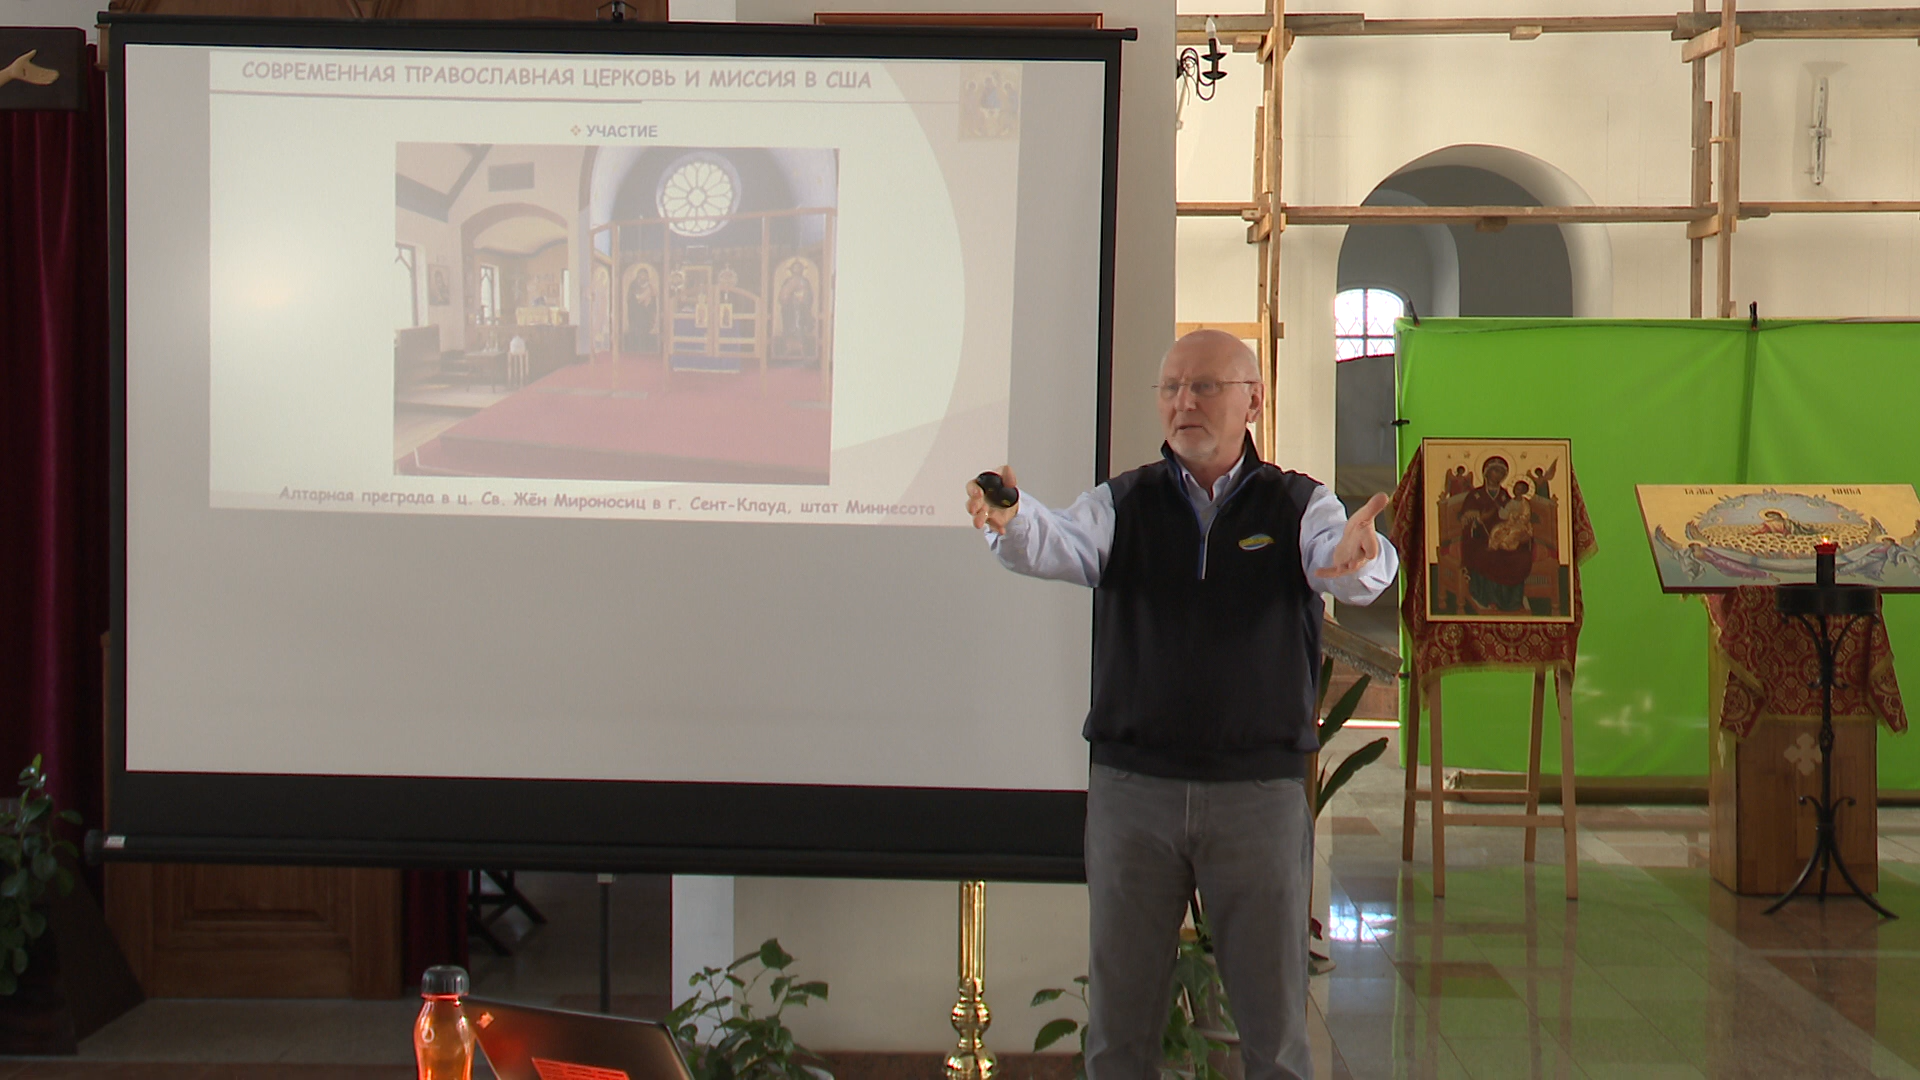 СОВРЕМЕННАЯ ПРАВОСЛАВНАЯ ЦЕРКОВЬ И МИССИЯ В США
УЧАСТИЕ
Алтарная преграда в ц. Св. Жён Мироносиц в г. Сент-Клауд, штат Миннесота